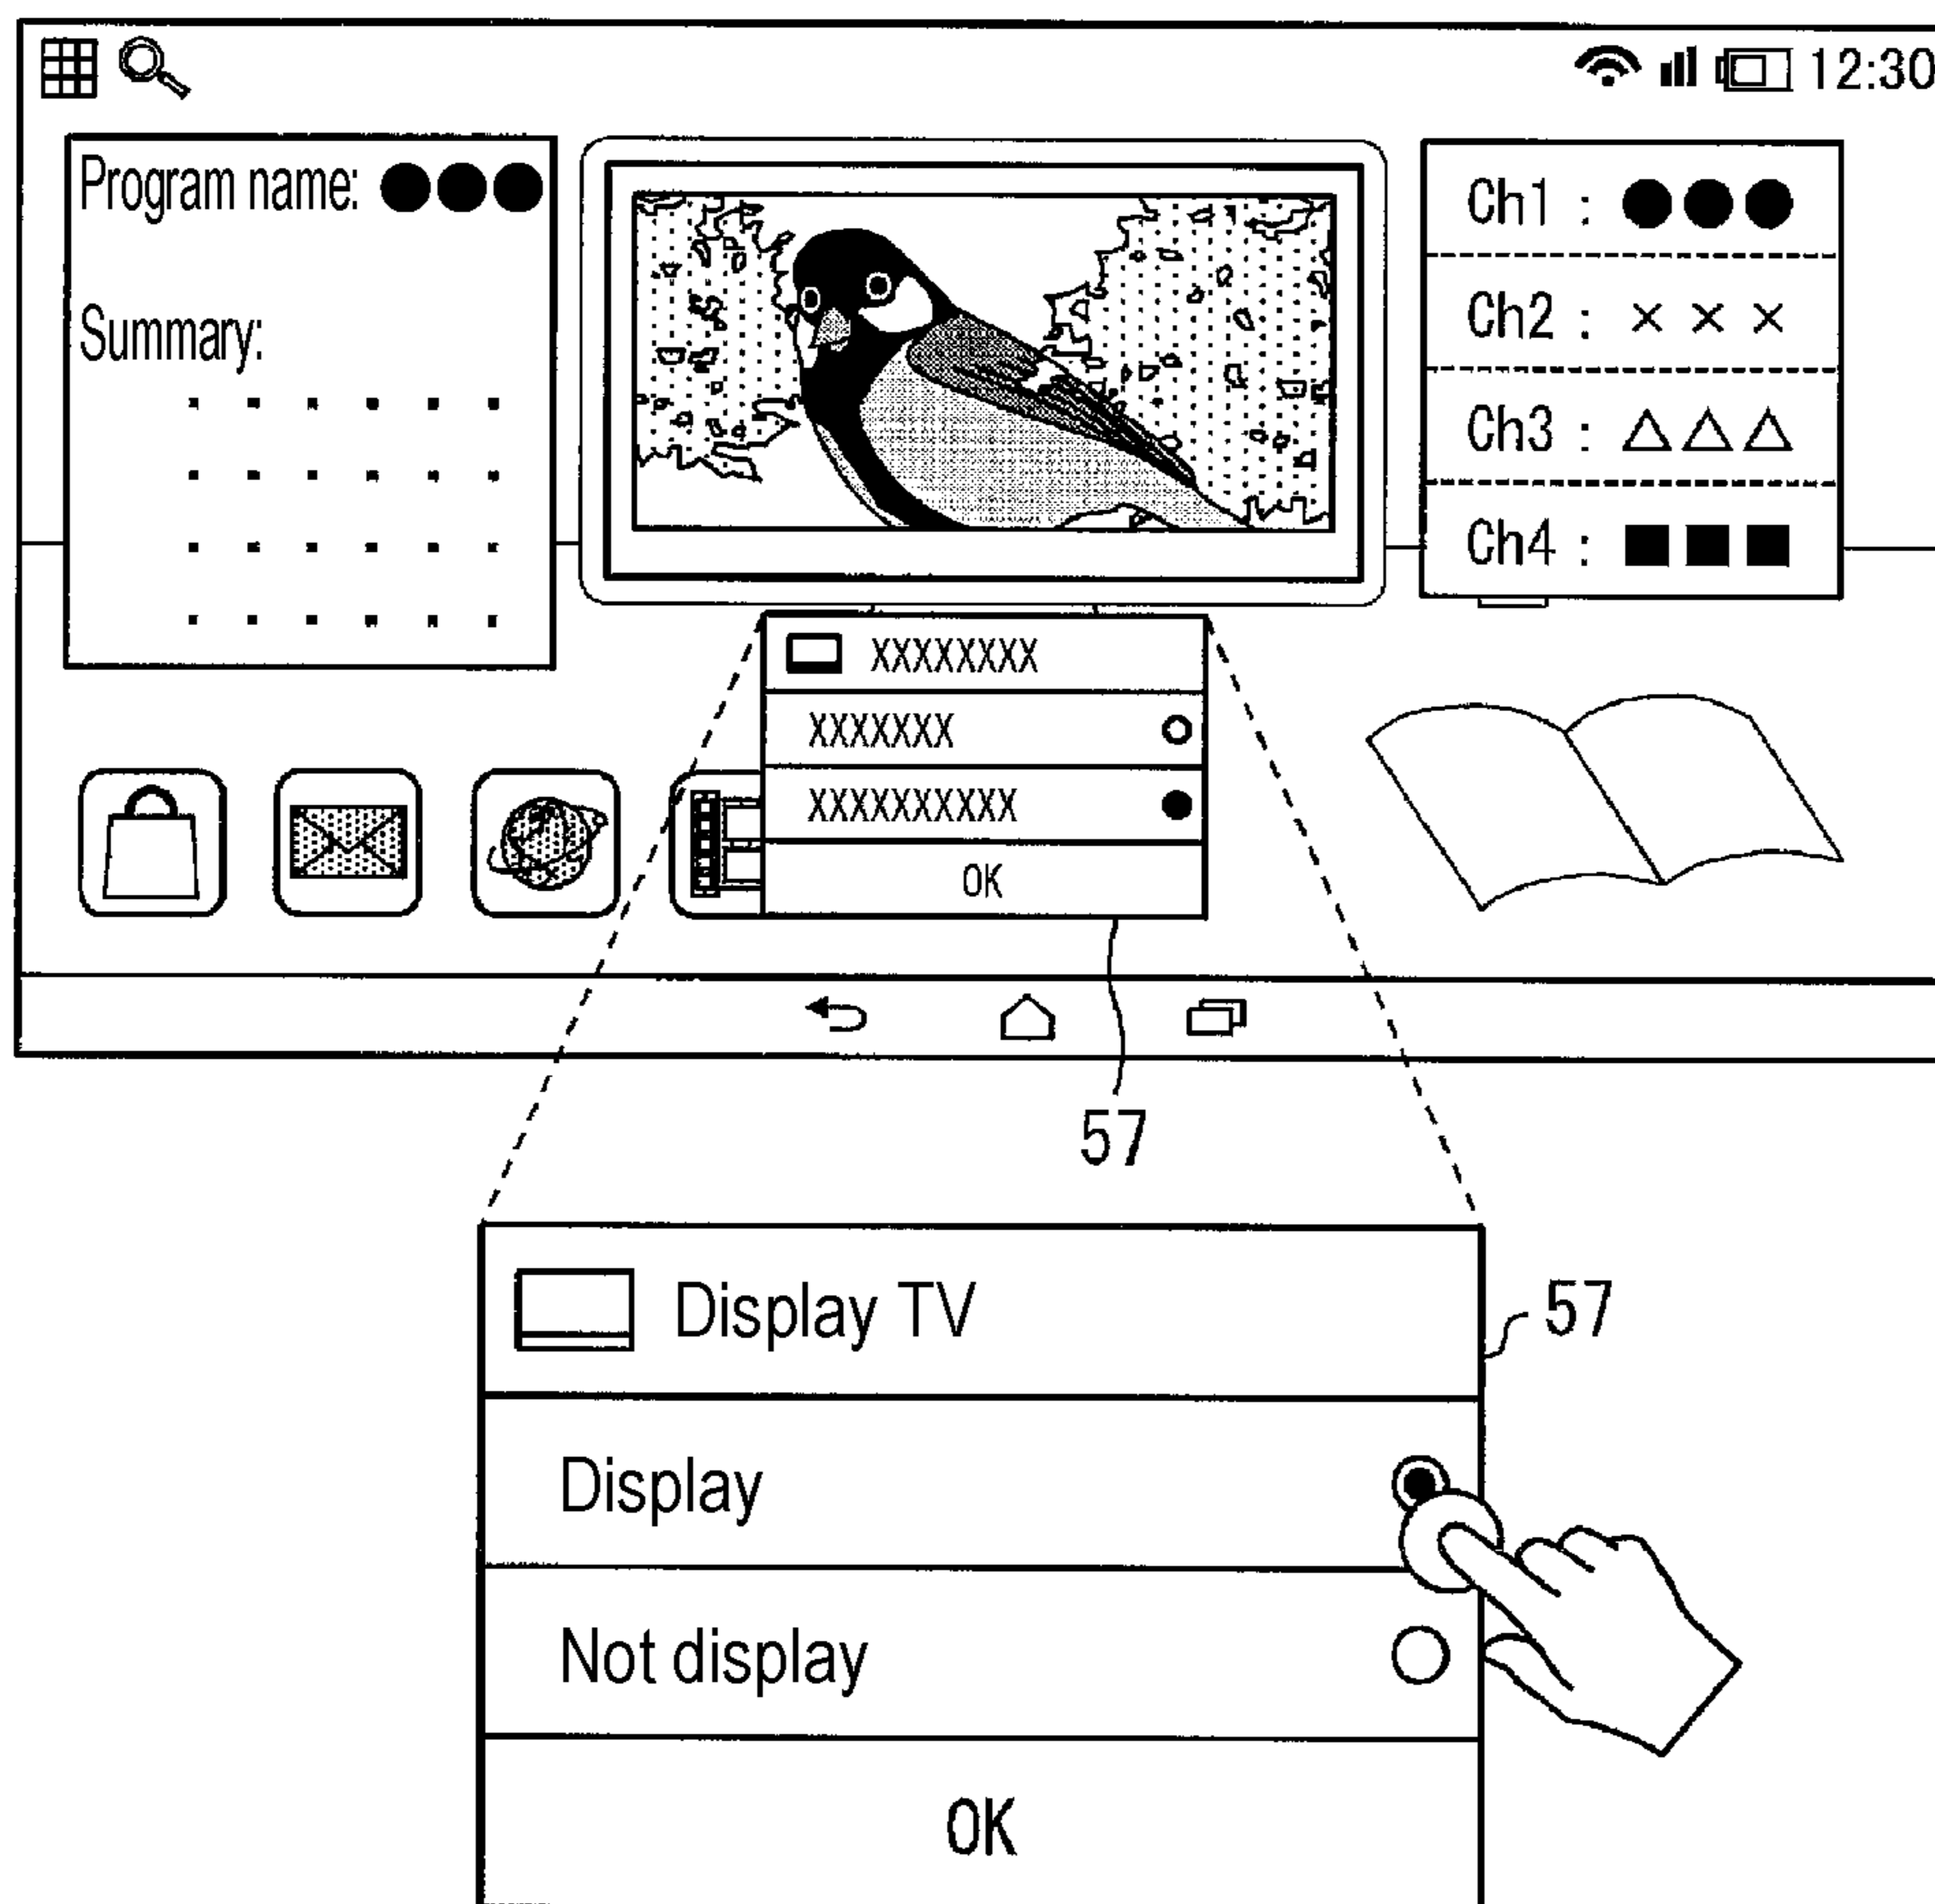 12:30
Program name: ●●●
Summary:
Ch1 : ●●●
Ch2 : × × ×
Ch3 : △△△
Ch4 : ■■■
XXXXXXXX
XXXXXXX
XXXXXXXXXX
OK
57
Display TV
57
Display
Not display
OK